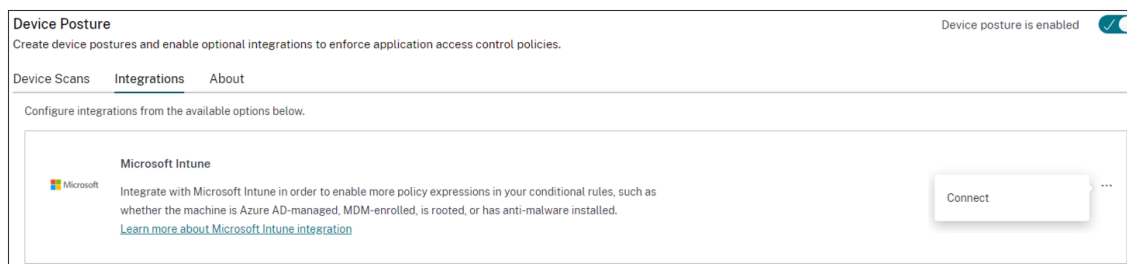 Device Posture
Device posture is enabled
Create device postures and enable optional integrations to enforce application access control policies.
Device Scans Integrations About
Configure integrations from the available options below.
Microsoft Intune
Microsoft
Integrate with Microsoft Intune in order to enable more policy expressions in your conditional rules, such as
whether the machine is Azure AD-managed, MDM-enrolled, is rooted, or has anti-malware installed.
Learn more about Microsoft Intune integration
Connect
...